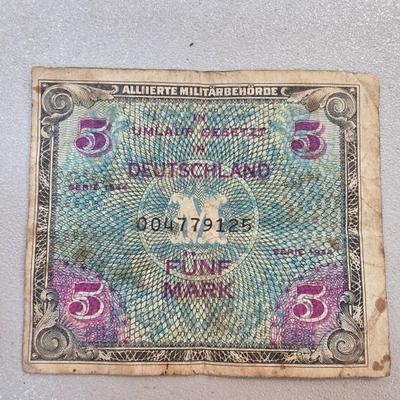 ALLIIERTE MILITÄRBEHÖRDE
5 IN 5
UMLAUF GESETZT
IN
DEUTSCHLAND
SERIE 1944
M
004779125
SERIE 1944
FÜNF
MARK
5 5